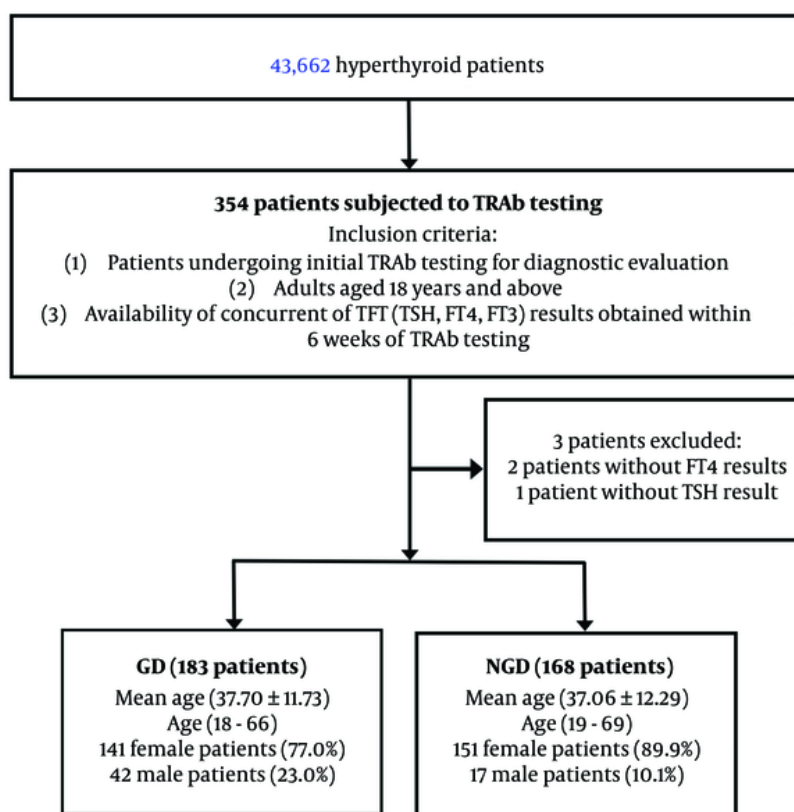 43,662 hyperthyroid patients
354 patients subjected to TRAb testing
Inclusion criteria:
(1) Patients undergoing initial TRAb testing for diagnostic evaluation
(2) Adults aged 18 years and above
(3) Availability of concurrent of TFT (TSH, FT4, FT3) results obtained within
6 weeks of TRAb testing
3 patients excluded:
2 patients without FT4 results
1 patient without TSH result
GD (183 patients)
Mean age (37.70 ± 11.73)
Age (18 - 66)
141 female patients (77.0%)
42 male patients (23.0%)
NGD (168 patients)
Mean age (37.06 ± 12.29)
Age (19 - 69)
151 female patients (89.9%)
17 male patients (10.1%)